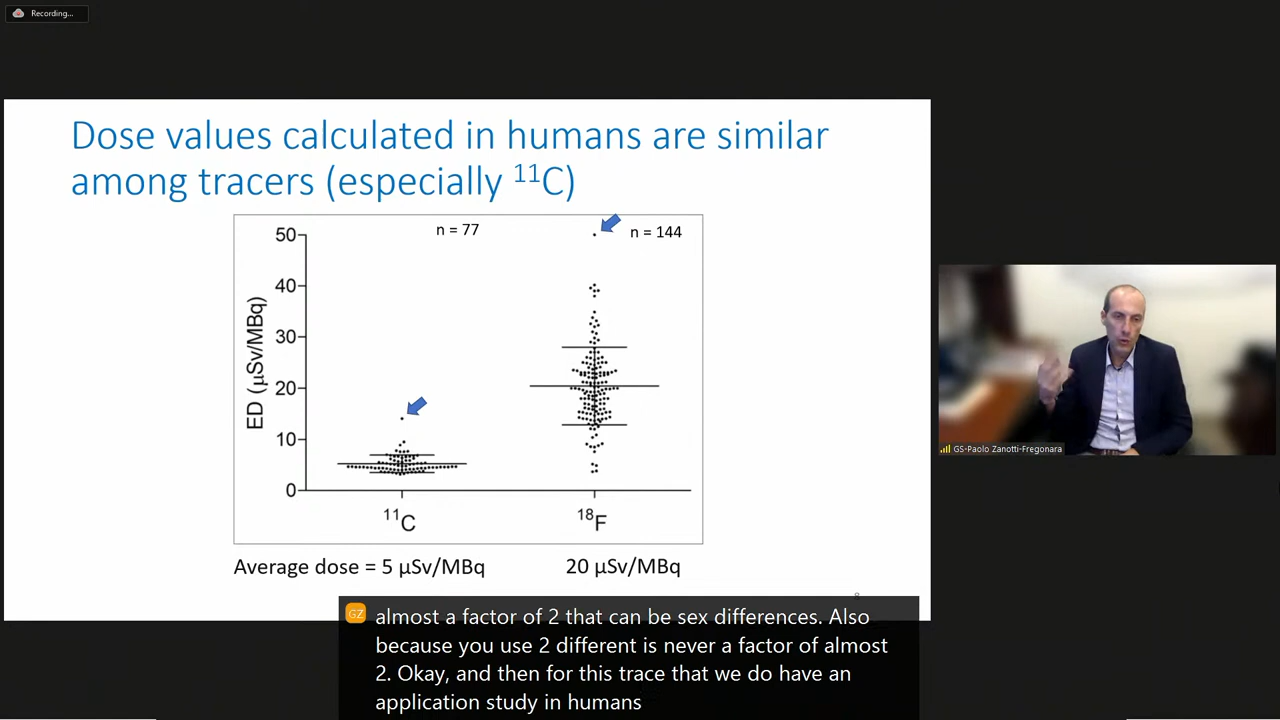 Recording...
Dose values calculated in humans are similar
among tracers (especially ¹¹C)
n = 77
n = 144
50
40
30
20
10
0
ED (µSv/MBq)
¹¹C
¹⁸F
Average dose = 5 µSv/MBq
20 µSv/MBq
GS-Paolo Zanotti-Fregonara
GZ
almost a factor of 2 that can be sex differences. Also
because you use 2 different is never a factor of almost
2. Okay, and then for this trace that we do have an
application study in humans